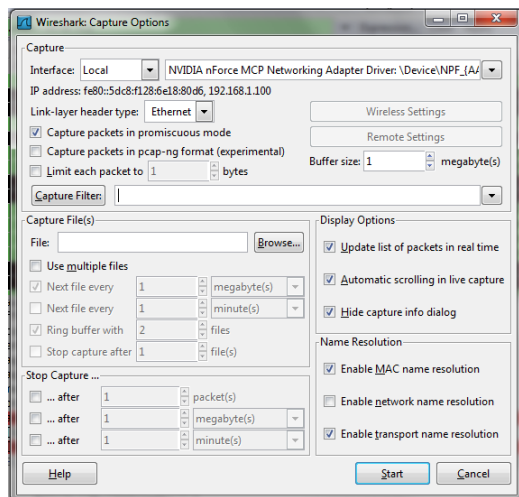 Wireshark: Capture Options
Capture
Interface: Local NVIDIA nForce MCP Networking Adapter Driver: \Device\NPF_{A
IP address: fe80::5dc8:f128:6e18:80d6, 192.168.1.100
Link-layer header type: Ethernet Wireless Settings
Capture packets in promiscuous mode
Remote Settings
Capture packets in pcap-ng format (experimental)
Limit each packet to 1 bytes Buffer size: 1 megabyte(s)
Capture Filter:
Capture File(s)
File: Browse...
Use multiple files
Next file every 1 megabyte(s)
Next file every 1 minute(s)
Ring buffer with 2 files
Stop capture after 1 file(s)
Stop Capture ...
... after 1 packet(s)
... after 1 megabyte(s)
... after 1 minute(s)
Display Options
Update list of packets in real time
Automatic scrolling in live capture
Hide capture info dialog
Name Resolution
Enable MAC name resolution
Enable network name resolution
Enable transport name resolution
Help Start Cancel